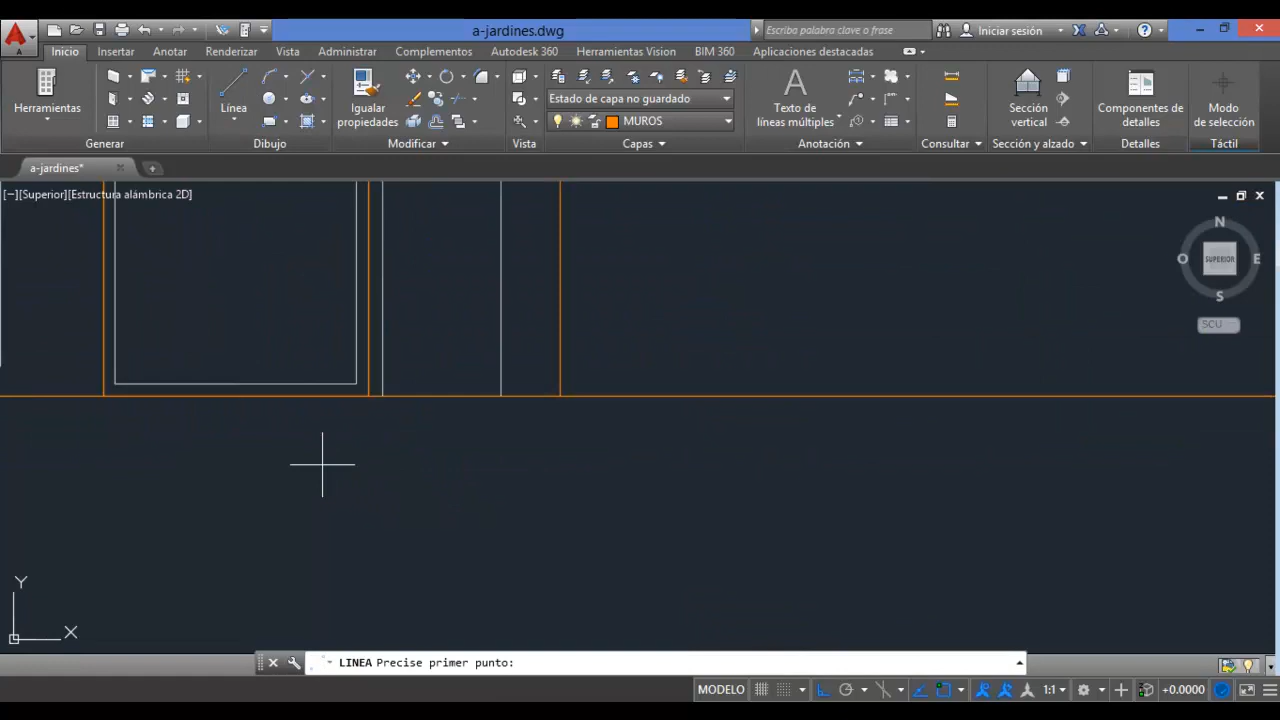 a-jardines.dwg
Escriba palabra clave o frase
Iniciar sesión
A
Inicio Insertar Anotar Renderizar Vista Administrar Complementos Autodesk 360 Herramientas Vision BIM 360 Aplicaciones destacadas
Herramientas
Línea
Igualar
propiedades
Estado de capa no guardado
MUROS
A
Texto de
líneas múltiples
Sección
vertical
Componentes de
detalles
Modo
de selección
General Dibujo Modificar Vista Capas Anotación Consultar Sección y alzado Detalles Táctil
a-jardines*
[−][Superior][Estructura alámbrica 2D]
N
O SUPERIOR E
S
SCU
Y
X
LINEA Precise primer punto:
MODELO 1:1 +0.0000